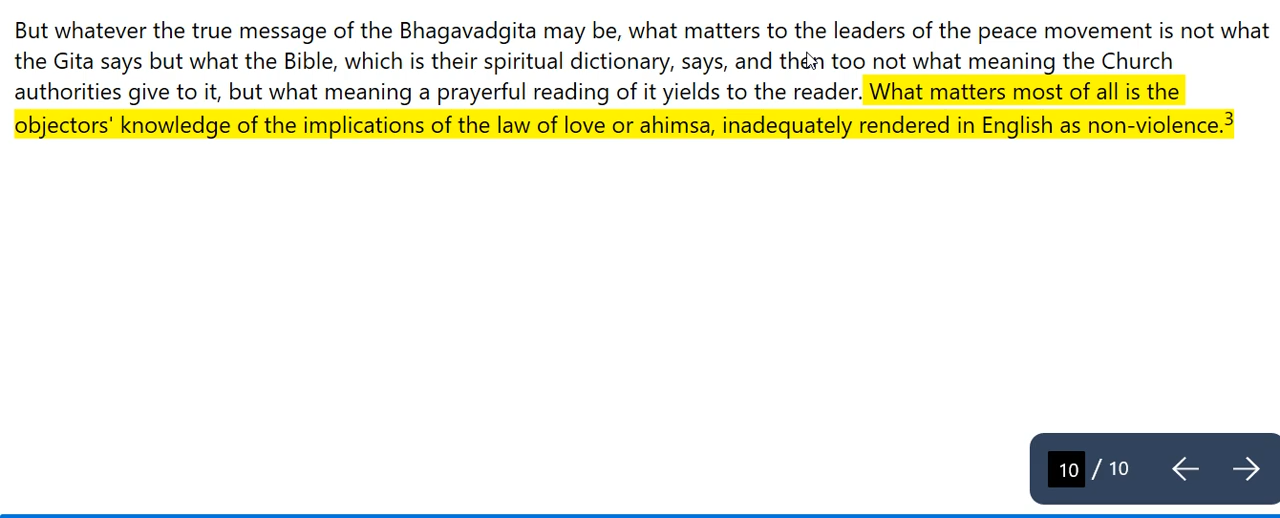 But whatever the true message of the Bhagavadgita may be, what matters to the leaders of the peace movement is not what
the Gita says but what the Bible, which is their spiritual dictionary, says, and then too not what meaning the Church
authorities give to it, but what meaning a prayerful reading of it yields to the reader. What matters most of all is the
objectors' knowledge of the implications of the law of love or ahimsa, inadequately rendered in English as non-violence.3
10 / 10